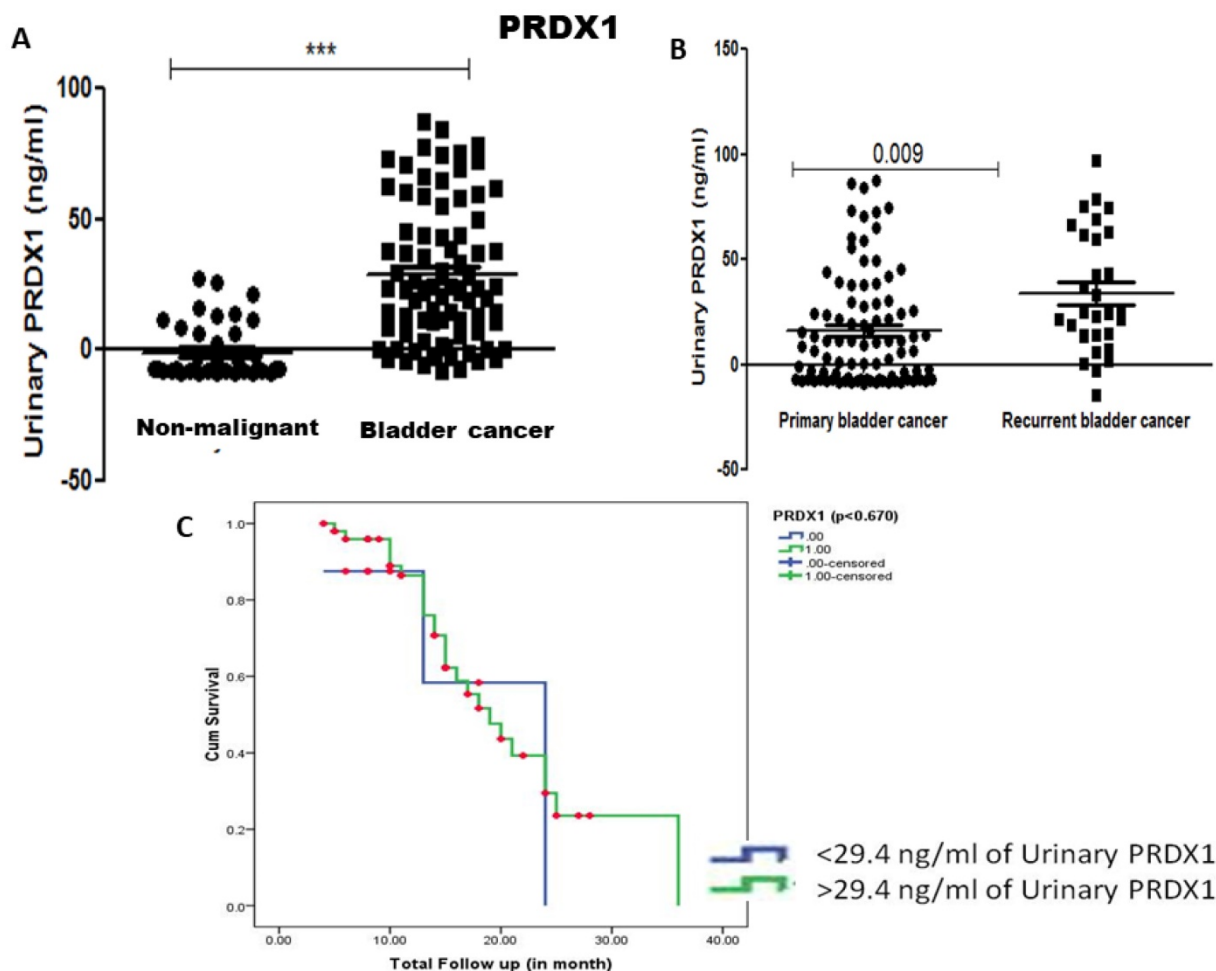 PRDX1
A
***
Urinary PRDX1 (ng/ml)
100
50
0
-50
Non-malignant
Bladder cancer
B
0.009
Urinary PRDX1 (ng/ml)
150
100
50
0
-50
Primary bladder cancer
Recurrent bladder cancer
C
PRDX1 (p<0.670)
.00
1.00
.00-censored
1.00-censored
Cum Survival
1.0
0.8
0.6
0.4
0.2
0.0
0.00 10.00 20.00 30.00 40.00
Total Follow up (in month)
<29.4 ng/ml of Urinary PRDX1
>29.4 ng/ml of Urinary PRDX1